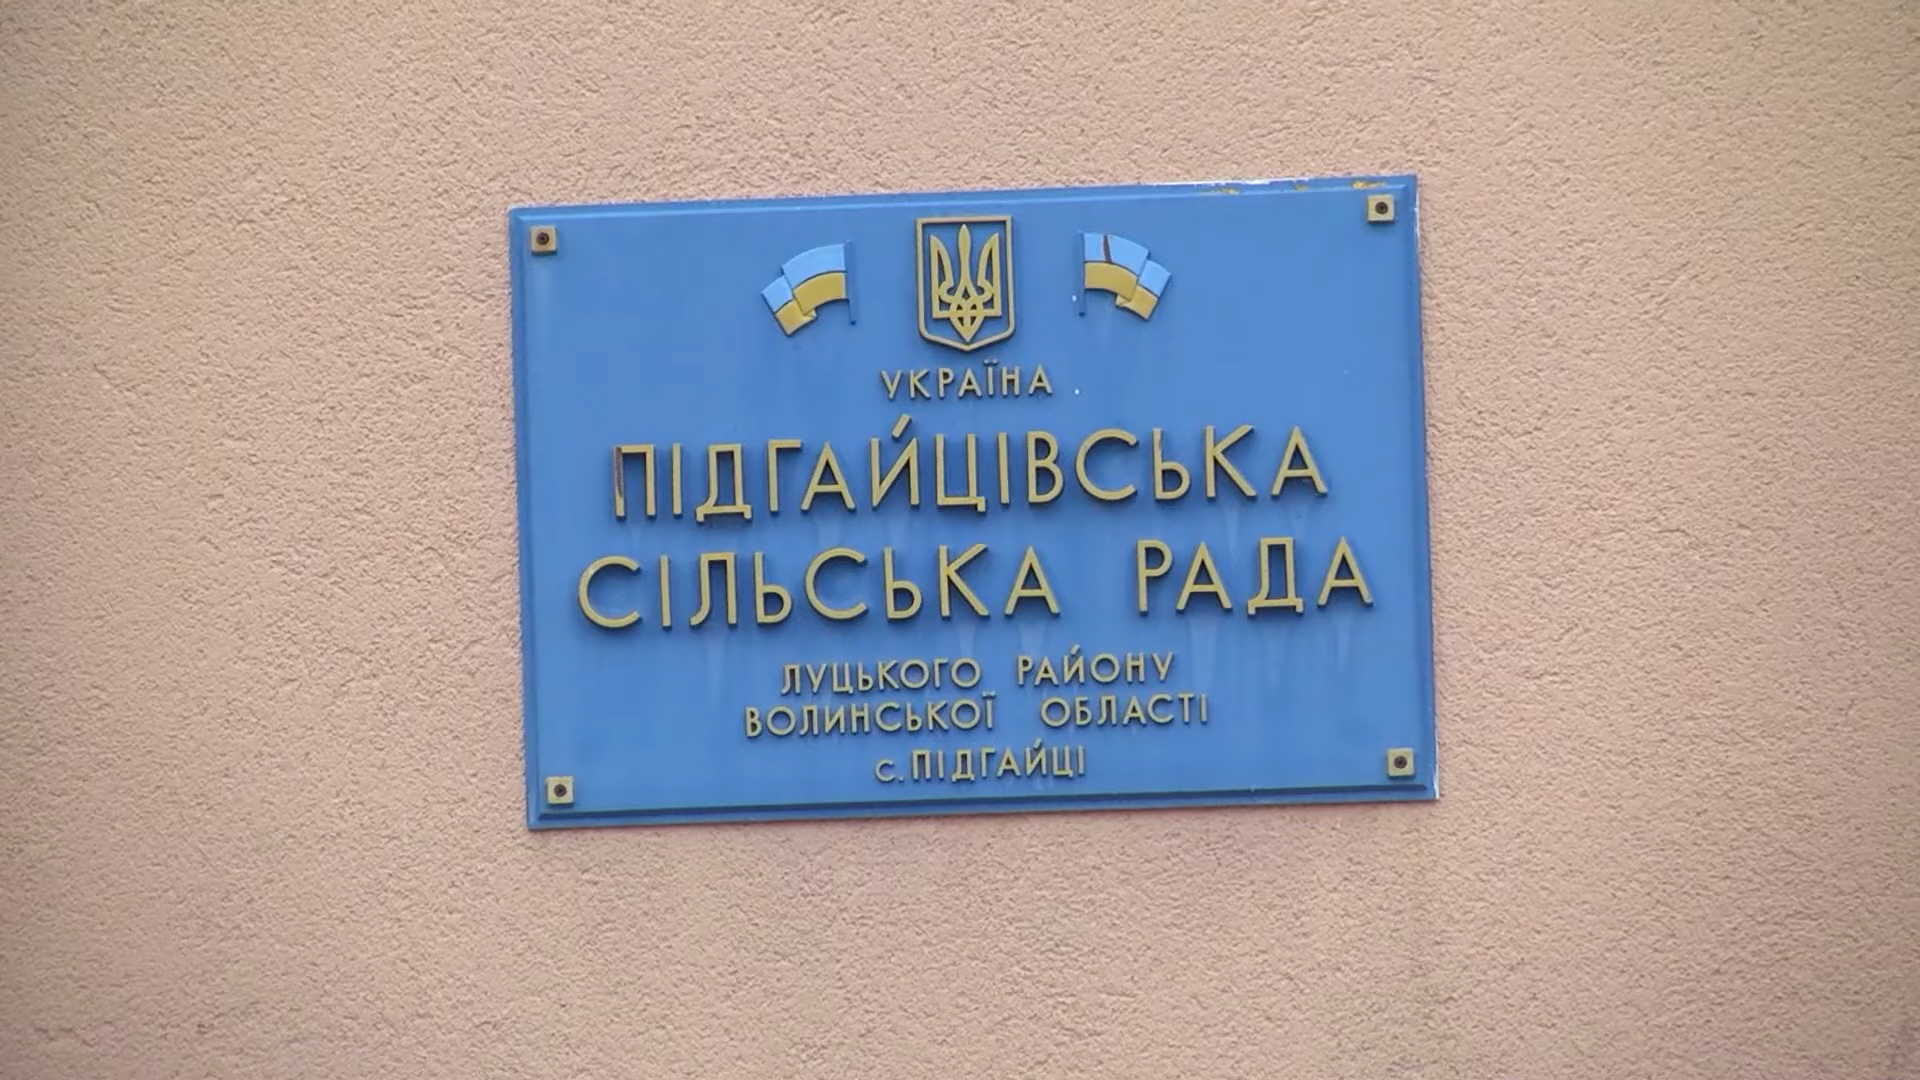 УКРАЇНА
ПІДГАЙЦІВСЬКА
СІЛЬСЬКА РАДА
ЛУЦЬКОГО РАЙОНУ
ВОЛИНСЬКОЇ ОБЛАСТІ
с. ПІДГАЙЦІ